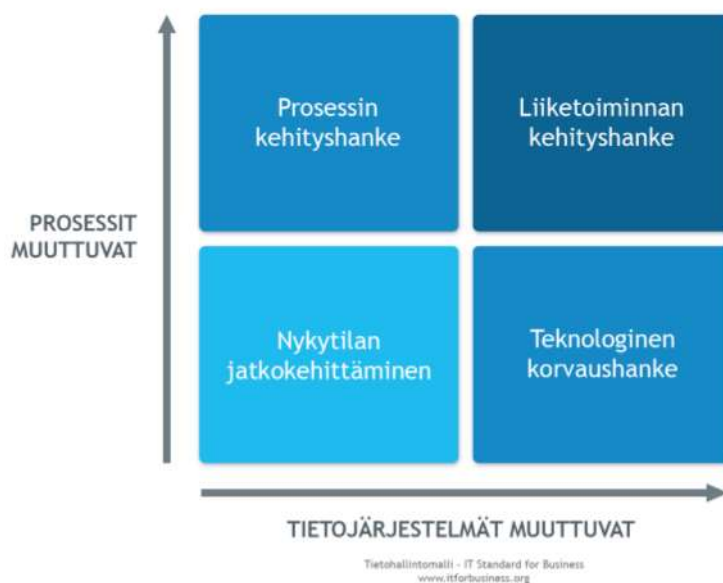 Prosessin
kehityshanke
Liiketoiminnan
kehityshanke
PROSESSIT
MUUTTUVAT
Nykytilan
jatkokehittäminen
Teknologinen
korvaushanke
TIETOJÄRJESTELMÄT MUUTTUVAT
Tietohallintomalli - IT Standard for Business
www.itforbusiness.org